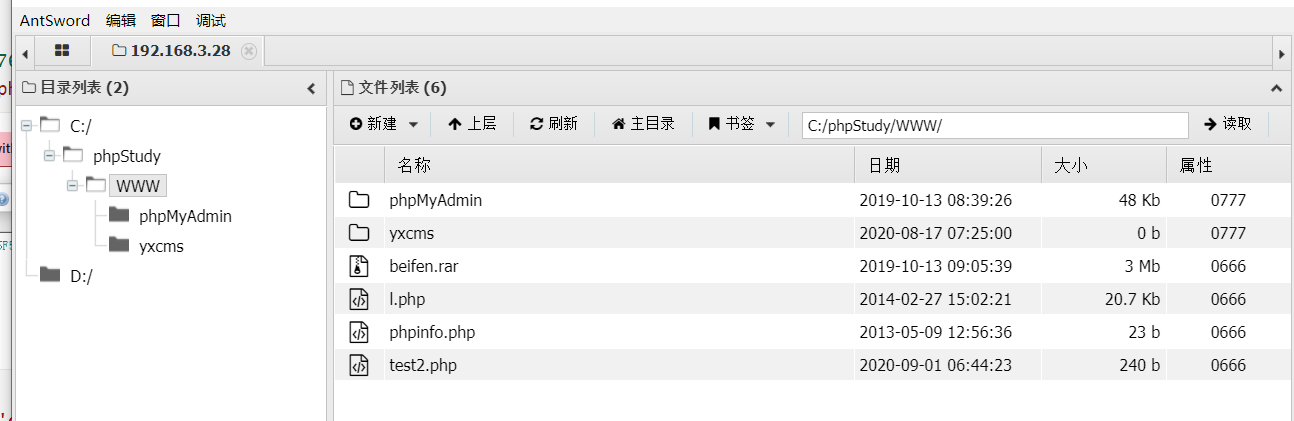 AntSword 编辑 窗口 调试
192.168.3.28
目录列表 (2)
文件列表 (6)
新建 上层 刷新 主目录 书签 C:/phpStudy/WWW/ 读取
名称 日期 大小 属性
C:/
phpStudy
WWW
phpMyAdmin
yxcms
D:/
phpMyAdmin 2019-10-13 08:39:26 48 Kb 0777
yxcms 2020-08-17 07:25:00 0 b 0777
beifen.rar 2019-10-13 09:05:39 3 Mb 0666
l.php 2014-02-27 15:02:21 20.7 Kb 0666
phpinfo.php 2013-05-09 12:56:36 23 b 0666
test2.php 2020-09-01 06:44:23 240 b 0666